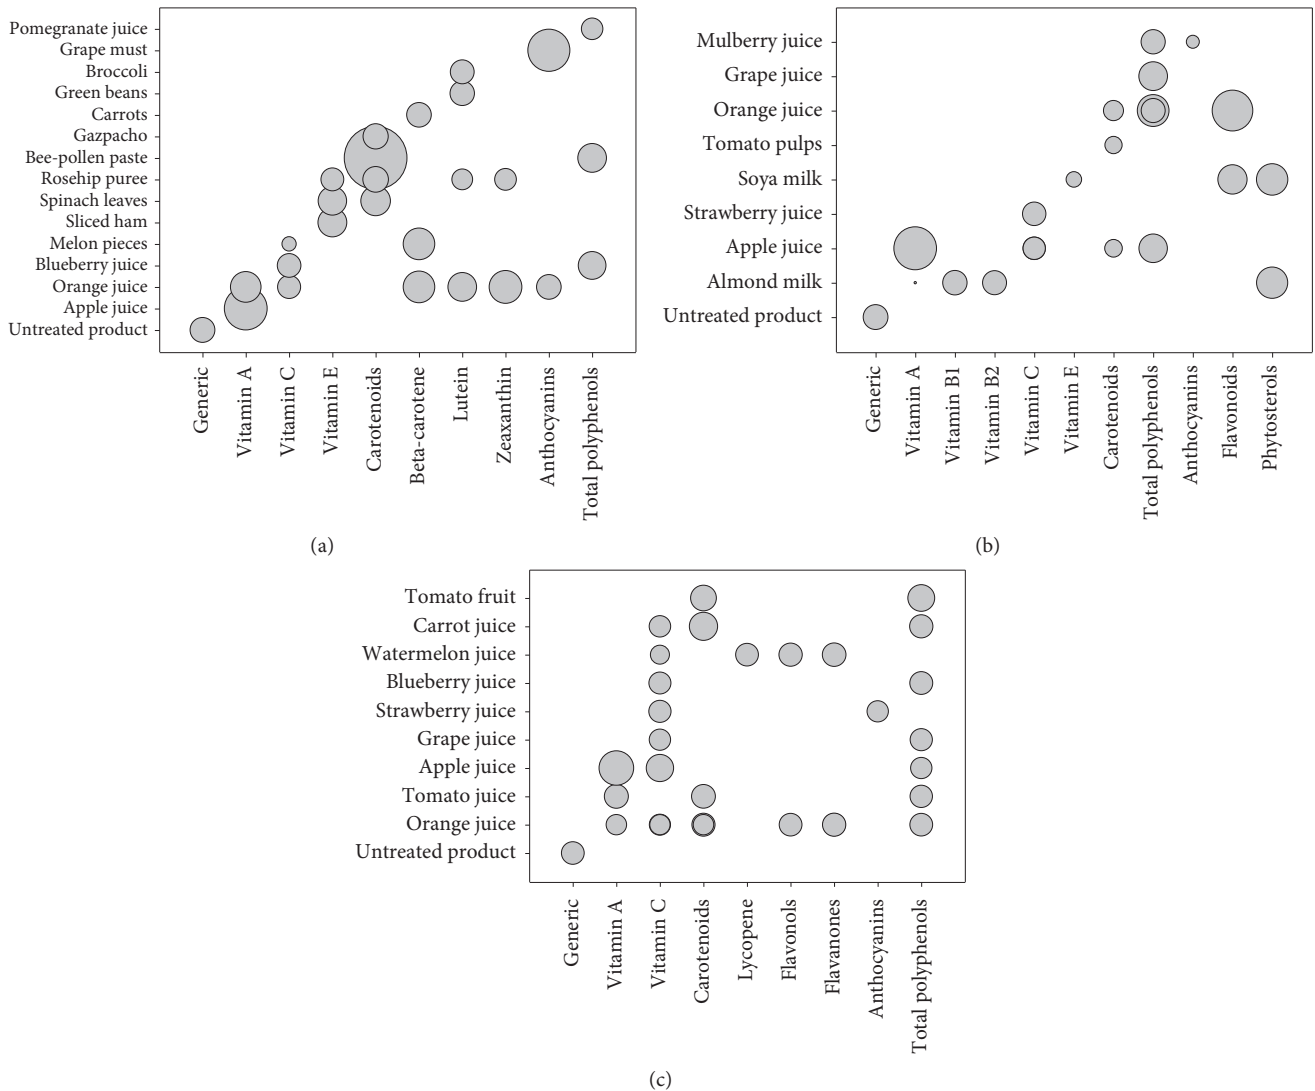 Pomegranate juice
Grape must
Broccoli
Green beans
Carrots
Gazpacho
Bee-pollen paste
Rosehip puree
Spinach leaves
Sliced ham
Melon pieces
Blueberry juice
Orange juice
Apple juice
Untreated product
Generic
Vitamin A
Vitamin C
Vitamin E
Carotenoids
Beta-carotene
Lutein
Zeaxanthin
Anthocyanins
Total polyphenols
(a)
Mulberry juice
Grape juice
Orange juice
Tomato pulps
Soya milk
Strawberry juice
Apple juice
Almond milk
Untreated product
Generic
Vitamin A
Vitamin B1
Vitamin B2
Vitamin C
Vitamin E
Carotenoids
Total polyphenols
Anthocyanins
Flavonoids
Phytosterols
(b)
Tomato fruit
Carrot juice
Watermelon juice
Blueberry juice
Strawberry juice
Grape juice
Apple juice
Tomato juice
Orange juice
Untreated product
Generic
Vitamin A
Vitamin C
Carotenoids
Lycopene
Flavonols
Flavanones
Anthocyanins
Total polyphenols
(c)